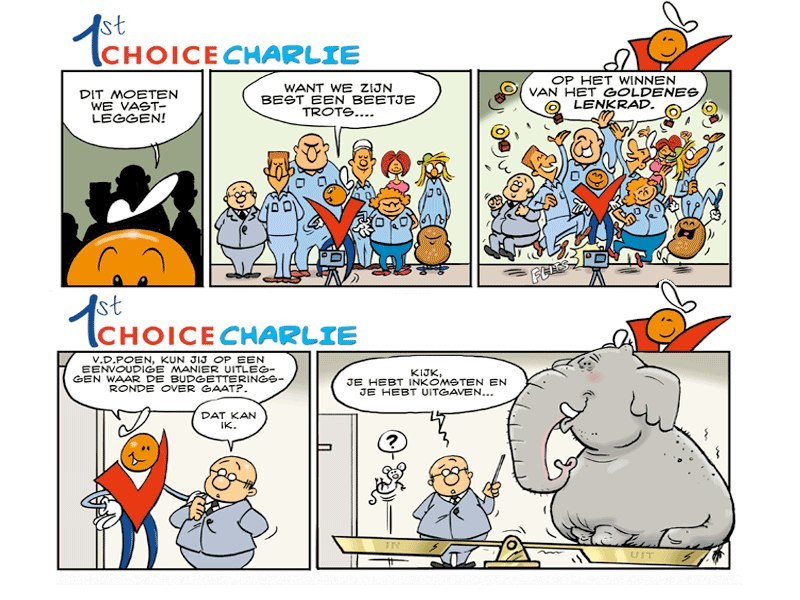 1st CHOICE CHARLIE
DIT MOETEN
WE VAST-
LEGGEN!
WANT WE ZIJN
BEST EEN BEETJE
TROTS....
OP HET WINNEN
VAN HET GOLDENES
LENKRAD.
FLITS
1st CHOICE CHARLIE
V.D.POEN, KUN JIJ OP EEN
EENVOUDIGE MANIER UITLEG-
GEN WAAR DE BUDGETTERINGS-
RONDE OVER GAAT?.
DAT KAN
IK.
KIJK,
JE HEBT INKOMSTEN EN
JE HEBT UITGAVEN...
?
IN
UIT